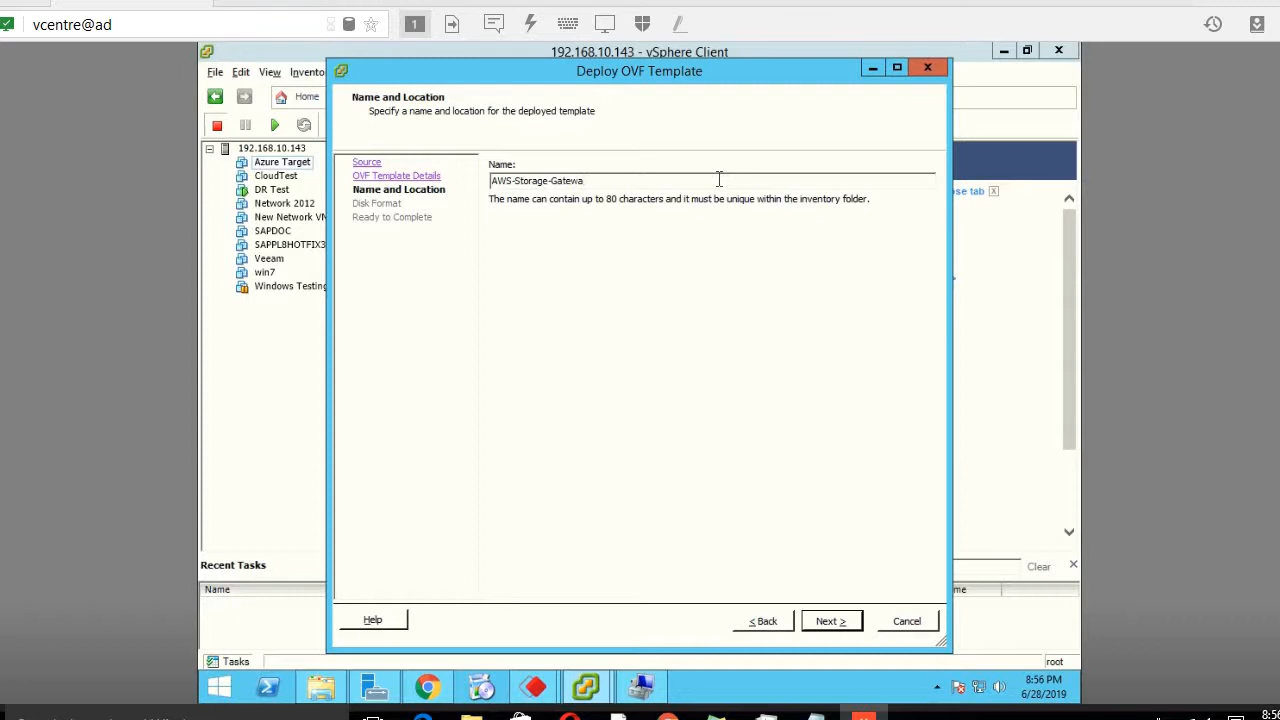 vcentre@ad
1
192.168.10.143 - vSphere Client
File Edit View Invento
Home
Deploy OVF Template
Name and Location
Specify a name and location for the deployed template
192.168.10.143
Azure Target
CloudTest
DR Test
Network 2012
New Network VN
SAPDOC
SAPPL8HOTFIX3
Veeam
win7
Windows Testing
Source
OVF Template Details
Name and Location
Disk Format
Ready to Complete
Name:
AWS-Storage-Gatewa
The name can contain up to 80 characters and it must be unique within the inventory folder.
ose tab
Recent Tasks
Clear
Name
me
Help
< Back
Next >
Cancel
Tasks
root
8:56 PM
6/28/2019